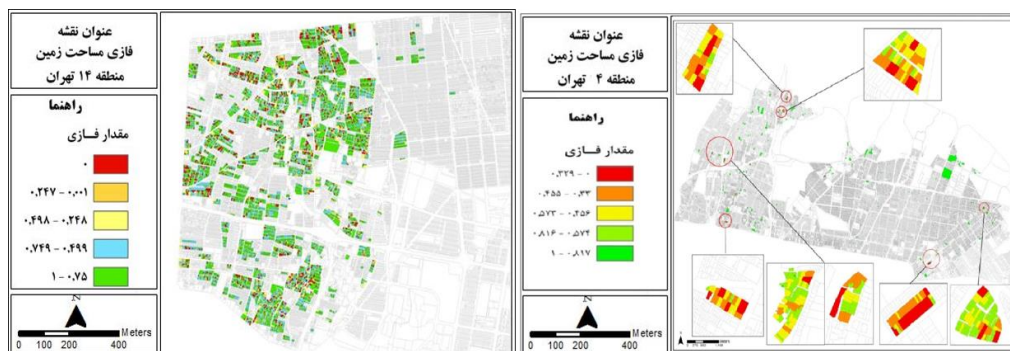 عنوان نقشه
فازی مساحت زمین
منطقه ۱۴ تهران
راهنما
مقدار فازی
۰
۰,۲۴۷ - ۰,۰۰۱
۰,۴۹۸ - ۰,۲۴۸
۰,۷۴۹ - ۰,۴۹۹
۱ - ۰,۷۵
N
Meters
0 100 200 400
عنوان نقشه
فازی مساحت زمین
منطقه ۴ تهران
راهنما
مقدار فــازی
۰,۳۲۹ - ۰
۰,۴۵۵ - ۰,۳۳
۰,۵۷۳ - ۰,۴۵۶
۰,۸۱۶ - ۰,۵۷۴
۱ - ۰,۸۱۷
N
Meters
0 100 200 400